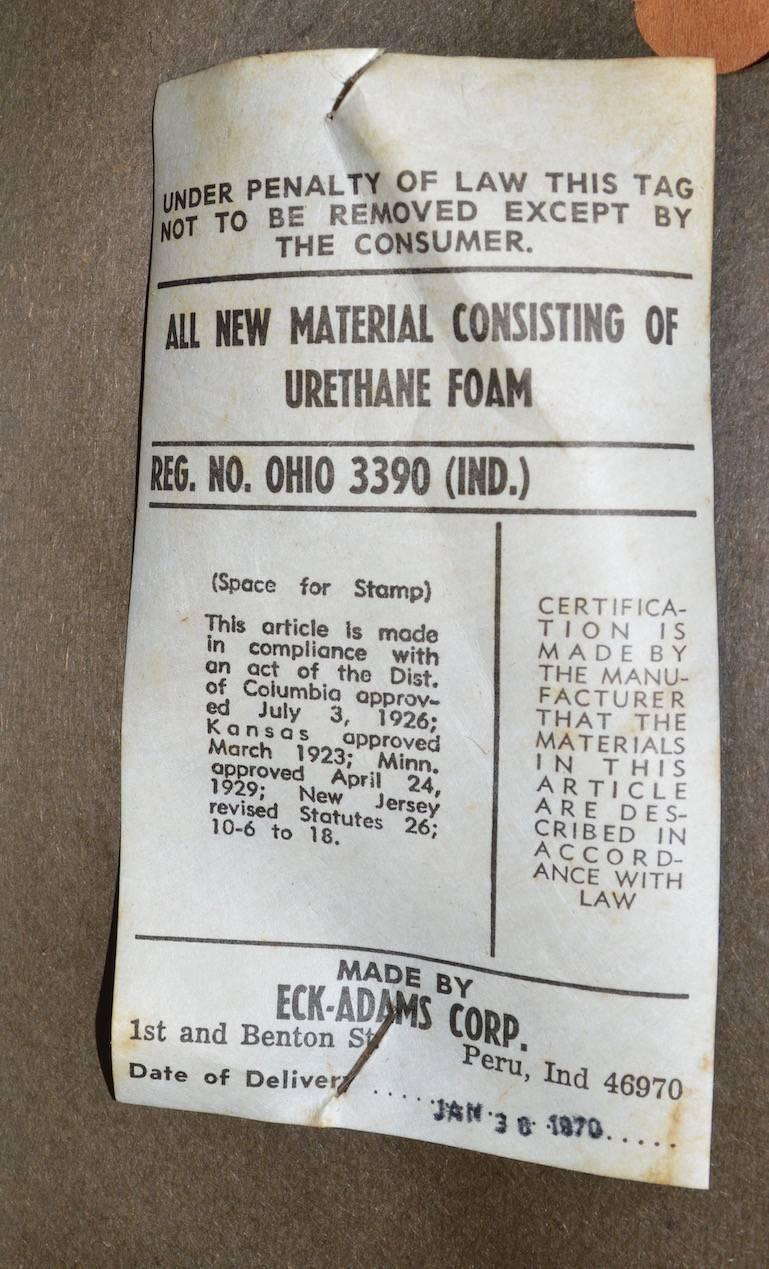 UNDER PENALTY OF LAW THIS TAG
NOT TO BE REMOVED EXCEPT BY
THE CONSUMER.
ALL NEW MATERIAL CONSISTING OF
URETHANE FOAM
REG. NO. OHIO 3390 (IND.)
(Space for Stamp)
This article is made
in compliance with
an act of the Dist.
of Columbia approv-
ed July 3, 1926;
Kansas approved
March 1923; Minn.
approved April 24,
1929; New Jersey
revised Statutes 26;
10-6 to 18.
CERTIFICA-
TION IS
MADE BY
THE MANU-
FACTURER
THAT THE
MATERIALS
IN THIS
ARTICLE
ARE DES-
CRIBED IN
ACCORD-
ANCE WITH
LAW
MADE BY
ECK-ADAMS CORP.
1st and Benton St
Peru, Ind 46970
Date of Delivery
JAN 30 1970